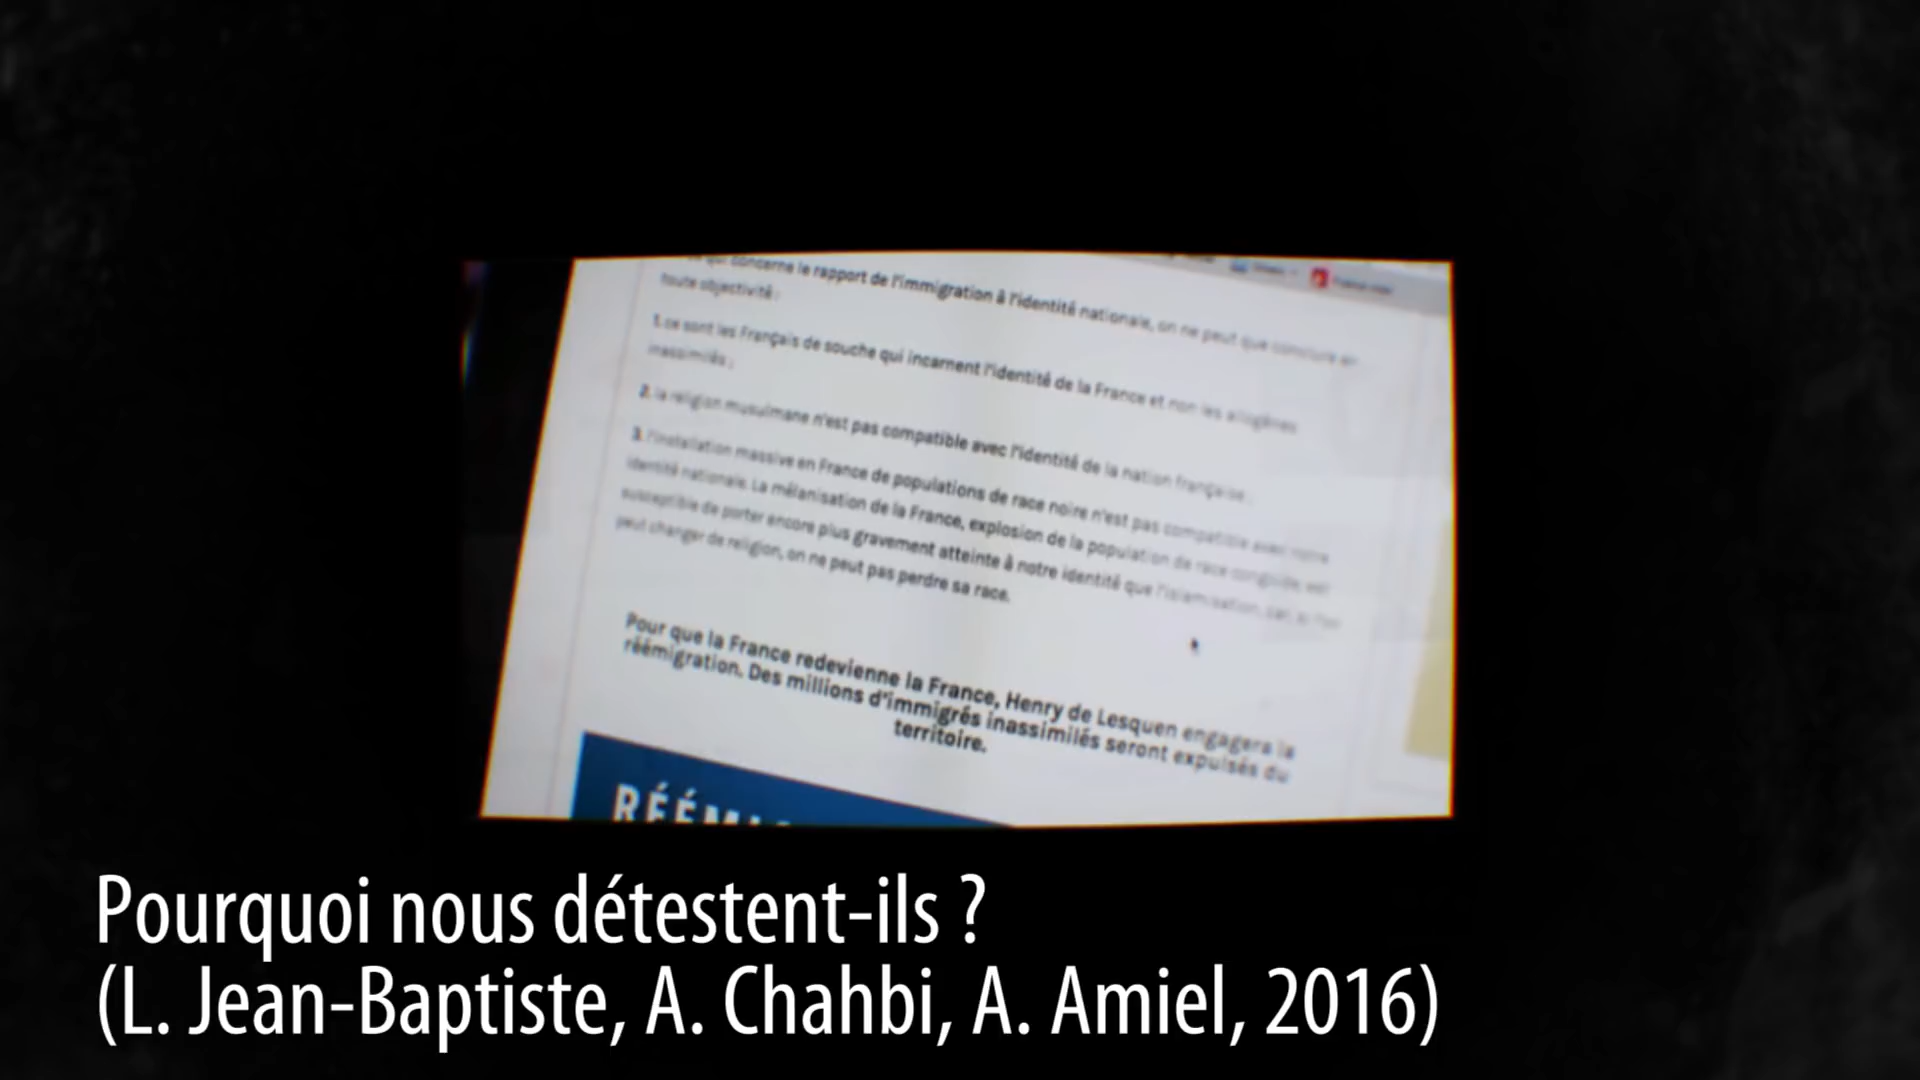 qui concerne le rapport de l'immigration à l'identité nationale, on ne peut que conclure en
toute objectivité :
1. ce sont les Français de souche qui incarnent l'identité de la France et non les allogènes
inassimilés ;
2. la religion musulmane n'est pas compatible avec l'identité de la nation française ;
3. l'installation massive en France de populations de race noire n'est pas compatible avec notre
identité nationale. La mélanisation de la France, explosion de la population de race congoïde, est
susceptible de porter encore plus gravement atteinte à notre identité que l'islamisation, car, si l'on
peut changer de religion, on ne peut pas perdre sa race.
Pour que la France redevienne la France, Henry de Lesquen engagera la
réémigration. Des millions d'immigrés inassimilés seront expulsés du
territoire.
Pourquoi nous détestent-ils ?
(L. Jean-Baptiste, A. Chahbi, A. Amiel, 2016)